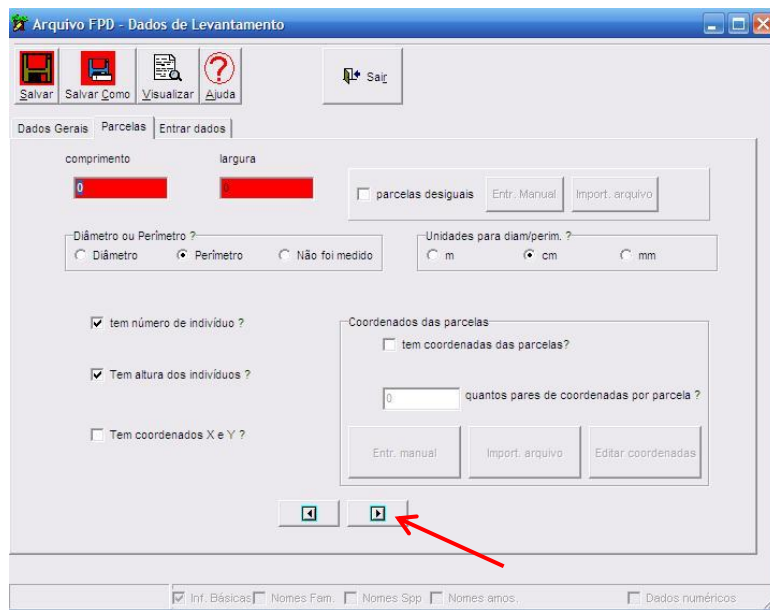 Arquivo FPD - Dados de Levantamento
Salvar Salvar Como Visualizar Ajuda Sair
Dados Gerais Parcelas Entrar dados
comprimento largura
0 0
parcelas desiguais Entr. Manual Import. arquivo
Diâmetro ou Perímetro ? Unidades para diam/perim. ?
Diâmetro Perímetro Não foi medido m cm mm
tem número de indivíduo ? Coordenados das parcelas
tem coordenadas das parcelas?
Tem altura dos indivíduos ?
0 quantos pares de coordenadas por parcela ?
Tem coordenados X e Y ?
Entr. manual Import. arquivo Editar coordenadas
Inf. Básicas Nomes Fam. Nomes Spp Nomes amos. Dados numéricos